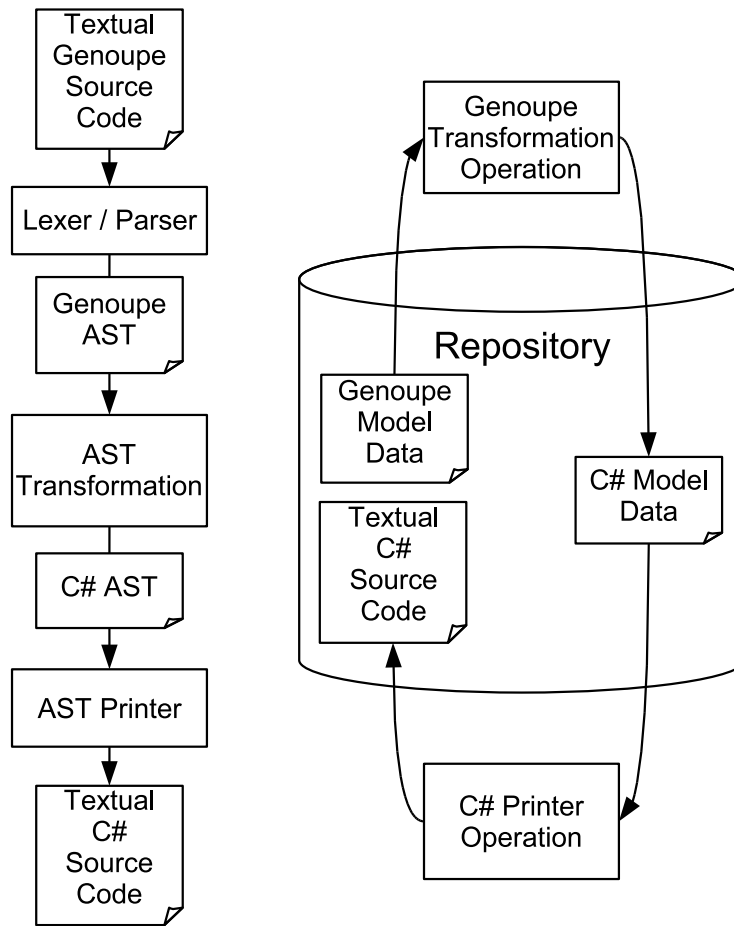 Textual
Genoupe
Source
Code
Lexer / Parser
Genoupe
AST
AST
Transformation
C# AST
AST Printer
Textual
C#
Source
Code
Genoupe
Transformation
Operation
Repository
Genoupe
Model
Data
C# Model
Data
Textual
C#
Source
Code
C# Printer
Operation